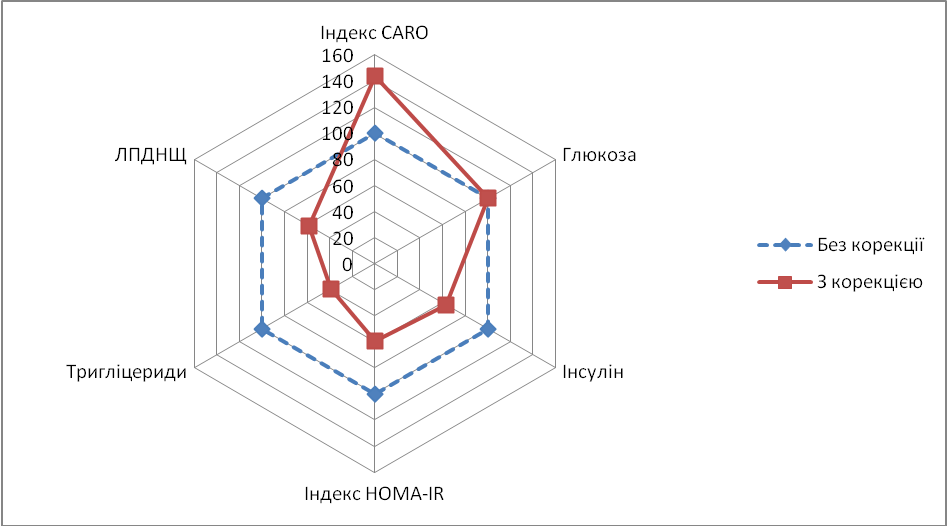 Індекс CARO
160
140
120
100
80
60
40
20
0
Глюкоза
Інсулін
Індекс HOMA-IR
Тригліцериди
ЛПДНЩ
Без корекції
З корекцією